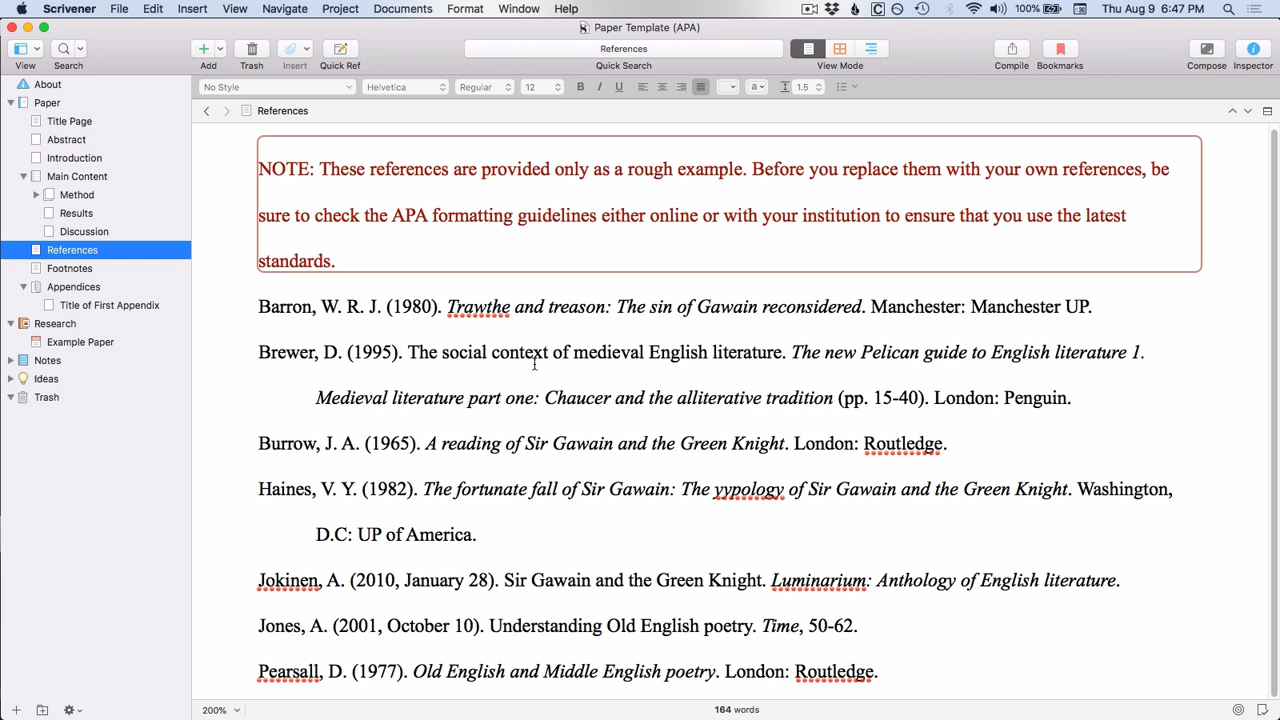 Scrivener File Edit Insert View Navigate Project Documents Format Window Help 100% Thu Aug 9 6:47 PM
Paper Template (APA)
References
View Search Add Trash Insert Quick Ref Quick Search View Mode Compile Bookmarks Compose Inspector
No Style Helvetica Regular 12 B I U a 1.5
References
About
Paper
Title Page
Abstract
Introduction
Main Content
Method
Results
Discussion
References
Footnotes
Appendices
Title of First Appendix
Research
Example Paper
Notes
Ideas
Trash
NOTE: These references are provided only as a rough example. Before you replace them with your own references, be
sure to check the APA formatting guidelines either online or with your institution to ensure that you use the latest
standards.
Barron, W. R. J. (1980). Trawthe and treason: The sin of Gawain reconsidered. Manchester: Manchester UP.
Brewer, D. (1995). The social context of medieval English literature. The new Pelican guide to English literature 1.
Medieval literature part one: Chaucer and the alliterative tradition (pp. 15-40). London: Penguin.
Burrow, J. A. (1965). A reading of Sir Gawain and the Green Knight. London: Routledge.
Haines, V. Y. (1982). The fortunate fall of Sir Gawain: The yypology of Sir Gawain and the Green Knight. Washington,
D.C: UP of America.
Jokinen, A. (2010, January 28). Sir Gawain and the Green Knight. Luminarium: Anthology of English literature.
Jones, A. (2001, October 10). Understanding Old English poetry. Time, 50-62.
Pearsall, D. (1977). Old English and Middle English poetry. London: Routledge.
200% 164 words